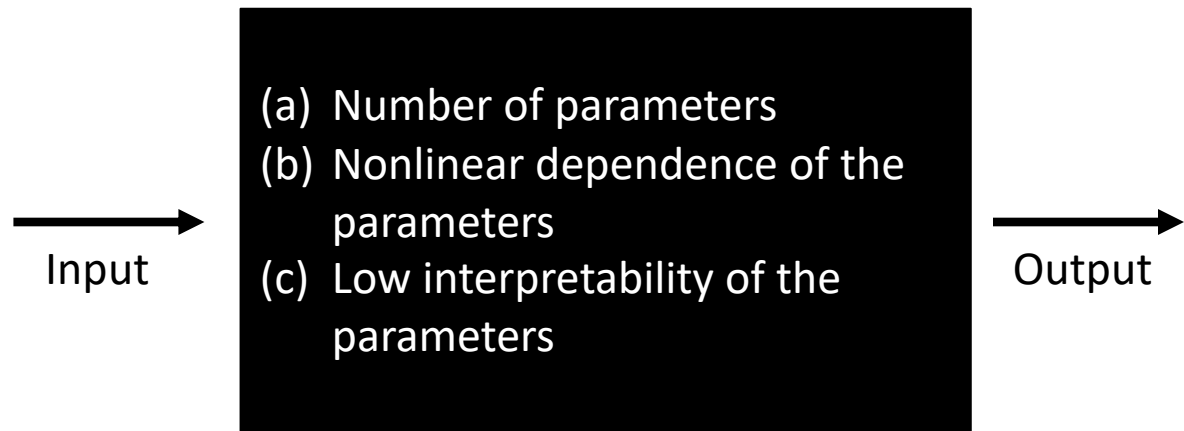 Input
(a) Number of parameters
(b) Nonlinear dependence of the
parameters
(c) Low interpretability of the
parameters
Output